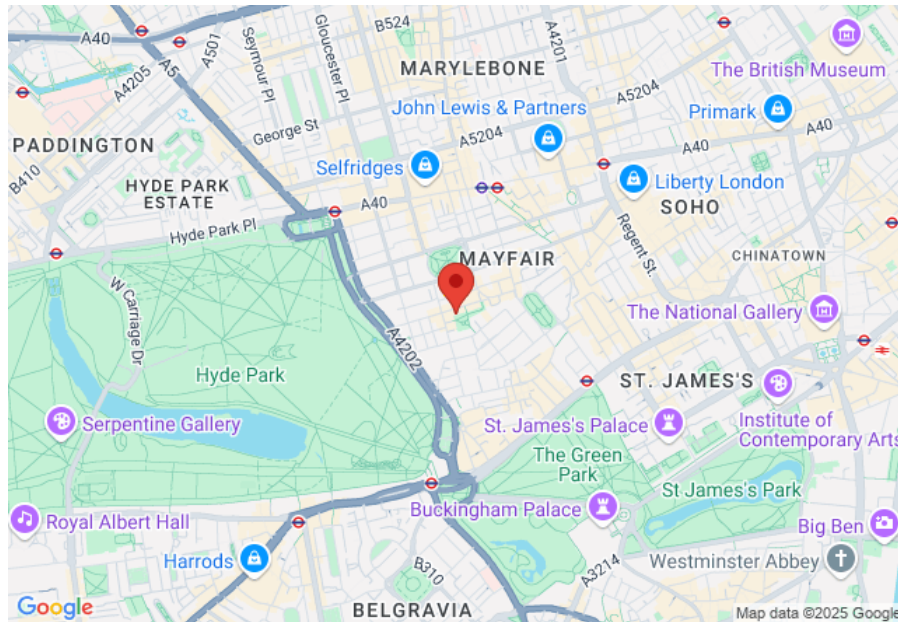 B524
A40
A5
A501
Seymour Pl
Gloucester Pl
A4201
MARYLEBONE
The British Museum
A4205
John Lewis & Partners
A5204
Primark
George St
A5204
A40
PADDINGTON
A40
B410
Selfridges
HYDE PARK
ESTATE
Liberty London
A40
SOHO
Hyde Park Pl
Regent St.
MAYFAIR
CHINATOWN
W Carriage Dr
The National Gallery
A4202
Hyde Park
ST. JAMES'S
Serpentine Gallery
St. James's Palace
Institute of
Contemporary Arts
The Green
Park
St James's Park
Royal Albert Hall
Buckingham Palace
Big Ben
Harrods
Westminster Abbey
B310
A3214
Google
BELGRAVIA
Map data ©2025 Google